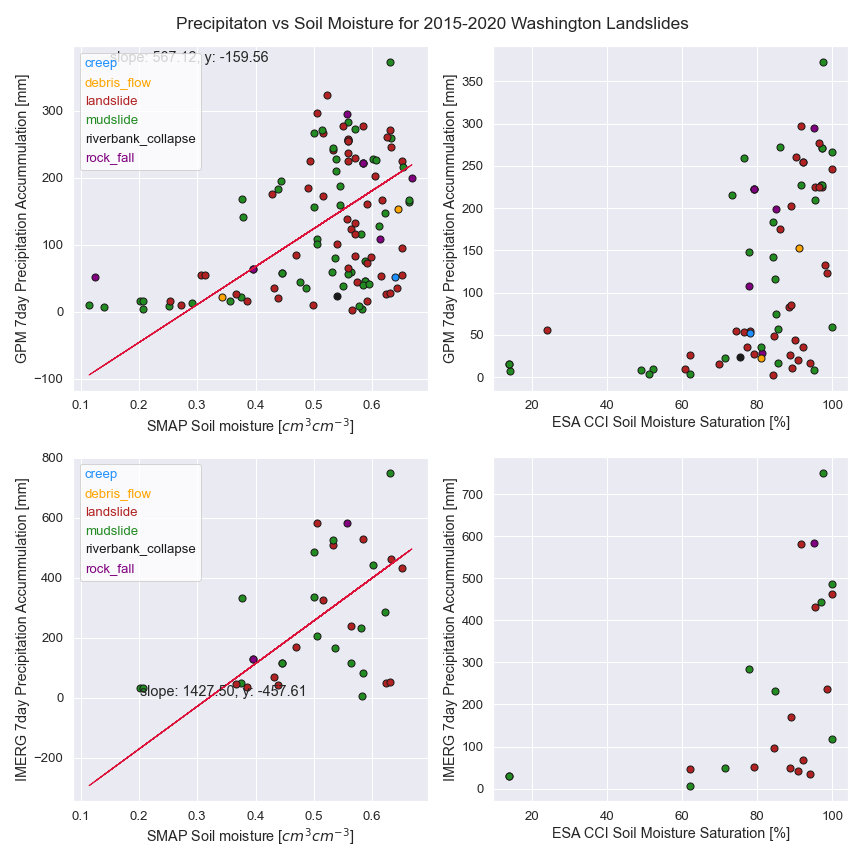 Precipitaton vs Soil Moisture for 2015-2020 Washington Landslides
GPM 7day Precipitation Accummulation [mm]
300
200
100
0
−100
slope: 567.12, y: -159.56
creep
debris_flow
landslide
mudslide
riverbank_collapse
rock_fall
0.1 0.2 0.3 0.4 0.5 0.6
SMAP Soil moisture [cm³cm⁻³]
GPM 7day Precipitation Accummulation [mm]
350
300
250
200
150
100
50
0
20 40 60 80 100
ESA CCI Soil Moisture Saturation [%]
IMERG 7day Precipitation Accummulation [mm]
800
600
400
200
0
−200
creep
debris_flow
landslide
mudslide
riverbank_collapse
rock_fall
slope: 1427.50, y: -457.61
0.1 0.2 0.3 0.4 0.5 0.6
SMAP Soil moisture [cm³cm⁻³]
IMERG 7day Precipitation Accummulation [mm]
700
600
500
400
300
200
100
0
20 40 60 80 100
ESA CCI Soil Moisture Saturation [%]